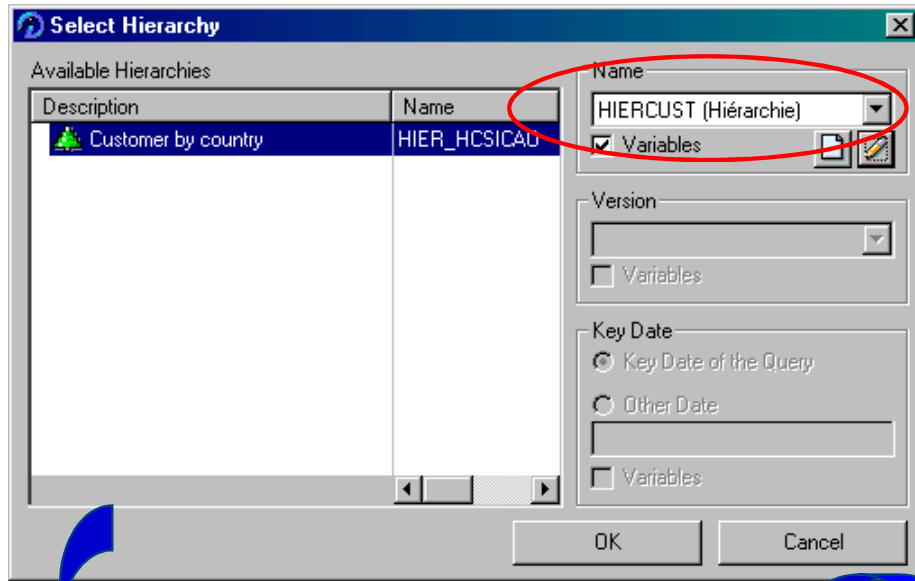 Select Hierarchy
Available Hierarchies
Description Name
Customer by country HIER_HCSICAU
Name
HIERCUST (Hiérarchie)
Variables
Version
Variables
Key Date
Key Date of the Query
Other Date
Variables
OK Cancel